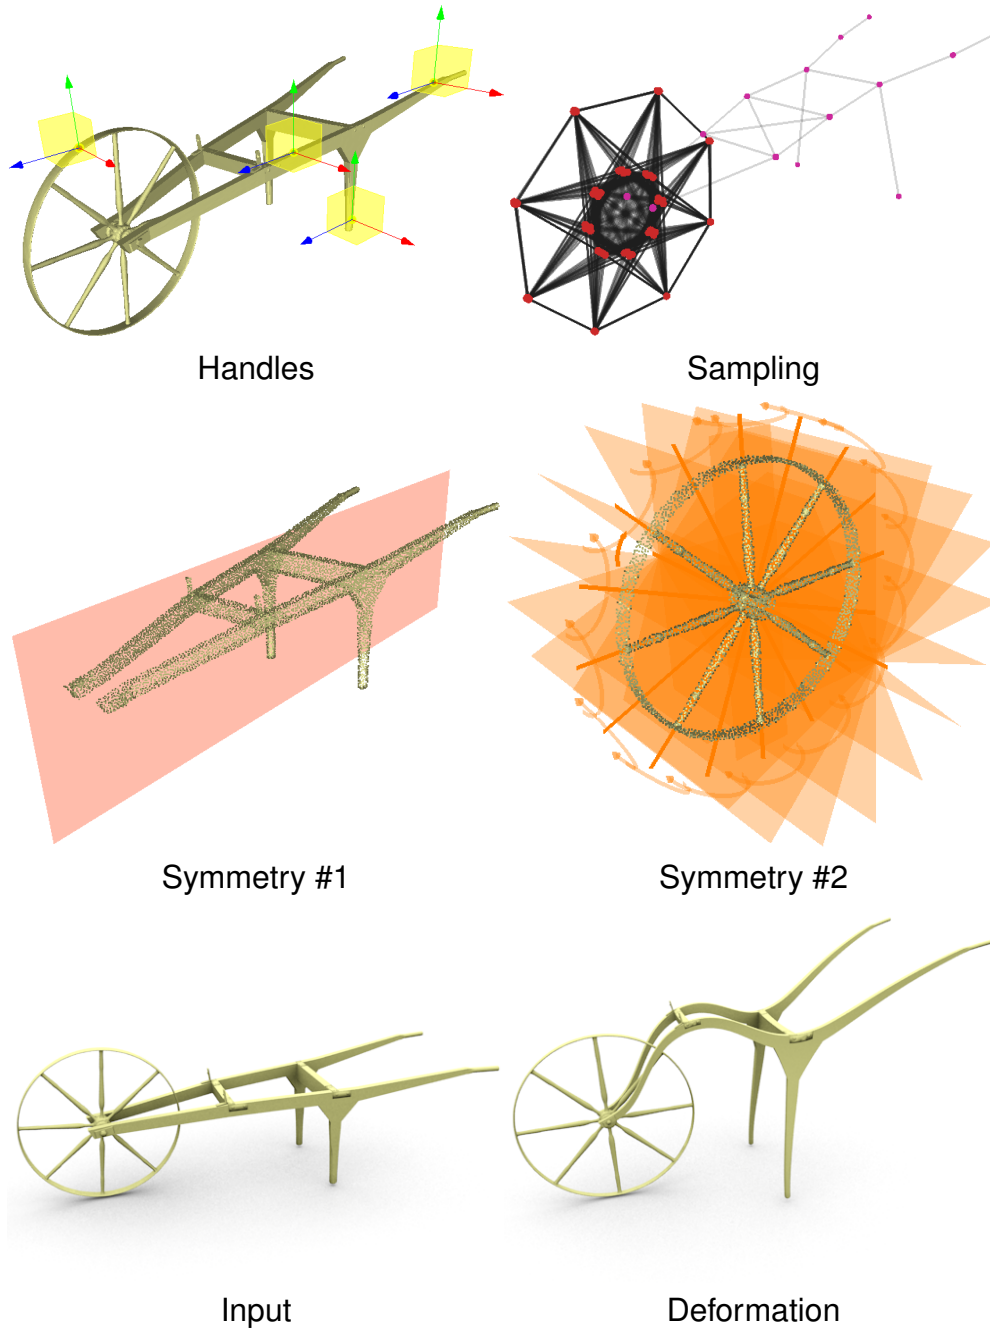 Handles
Sampling
Symmetry #1
Symmetry #2
Input
Deformation